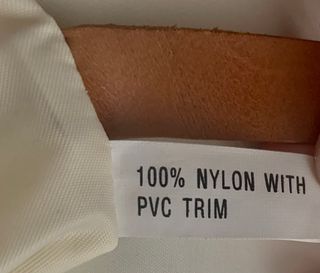 100% NYLON WITH
PVC TRIM